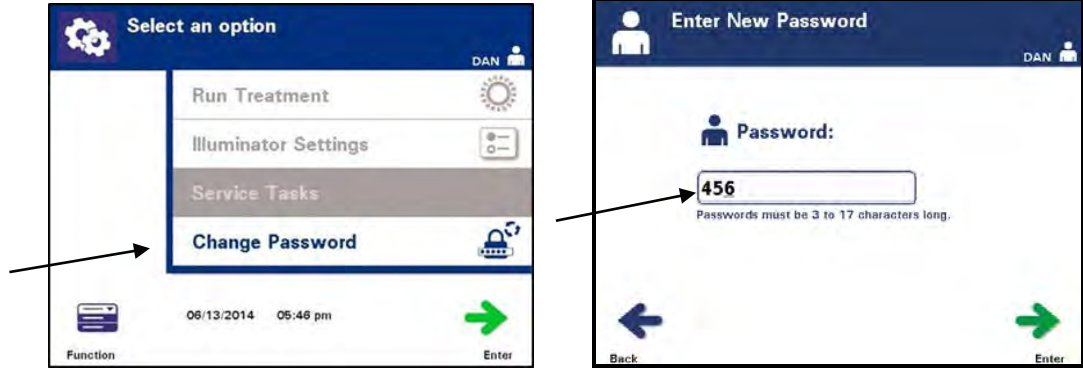 Select an option
DAN
Run Treatment
Illuminator Settings
Service Tasks
Change Password
06/13/2014 05:46 pm
Function
Enter
Enter New Password
DAN
Password:
456
Passwords must be 3 to 17 characters long.
Back
Enter